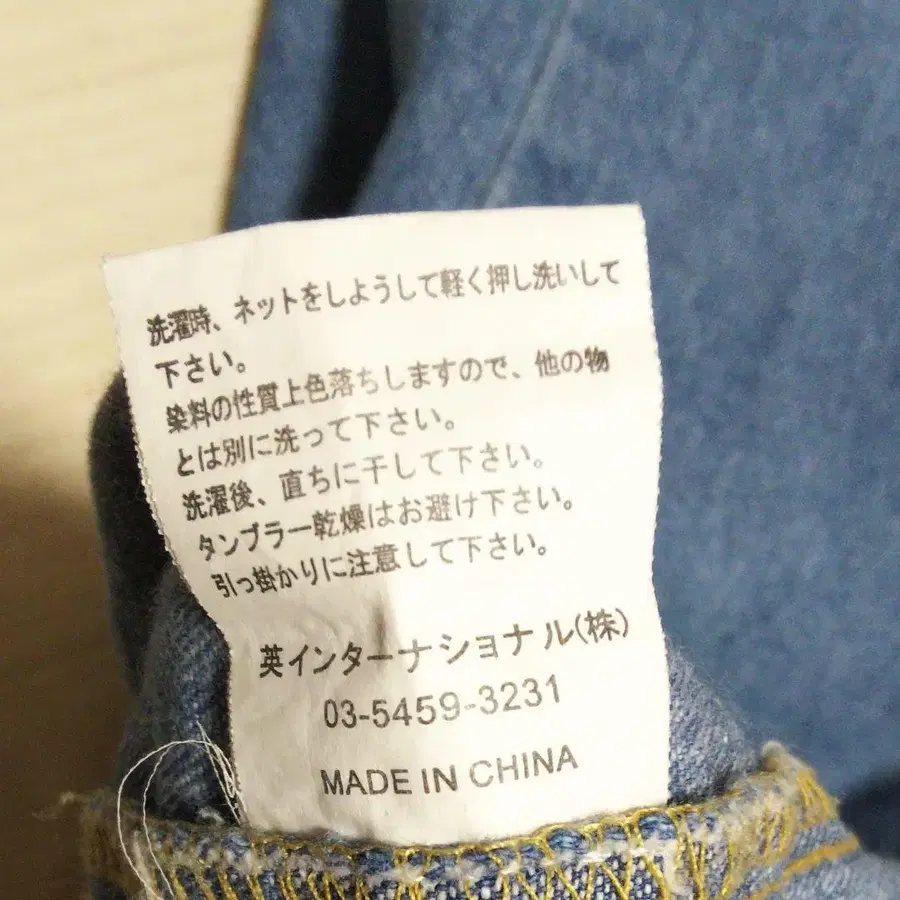 洗濯時、ネットをしようして軽く押し洗いして
下さい。
染料の性質上色落ちしますので、他の物
とは別に洗って下さい。
洗濯後、直ちに干して下さい。
タンブラー乾燥はお避け下さい。
引っ掛かりに注意して下さい。
英インターナショナル(株)
03-5459-3231
MADE IN CHINA